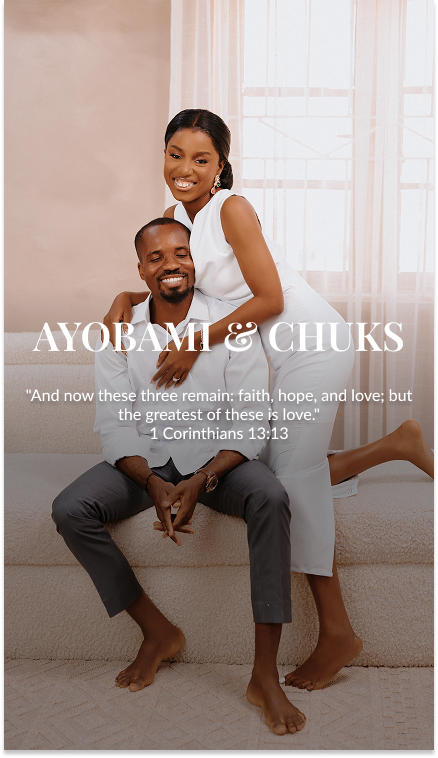 AYOBAMI & CHUKS
"And now these three remain: faith, hope, and love; but
the greatest of these is love."
1 Corinthians 13:13